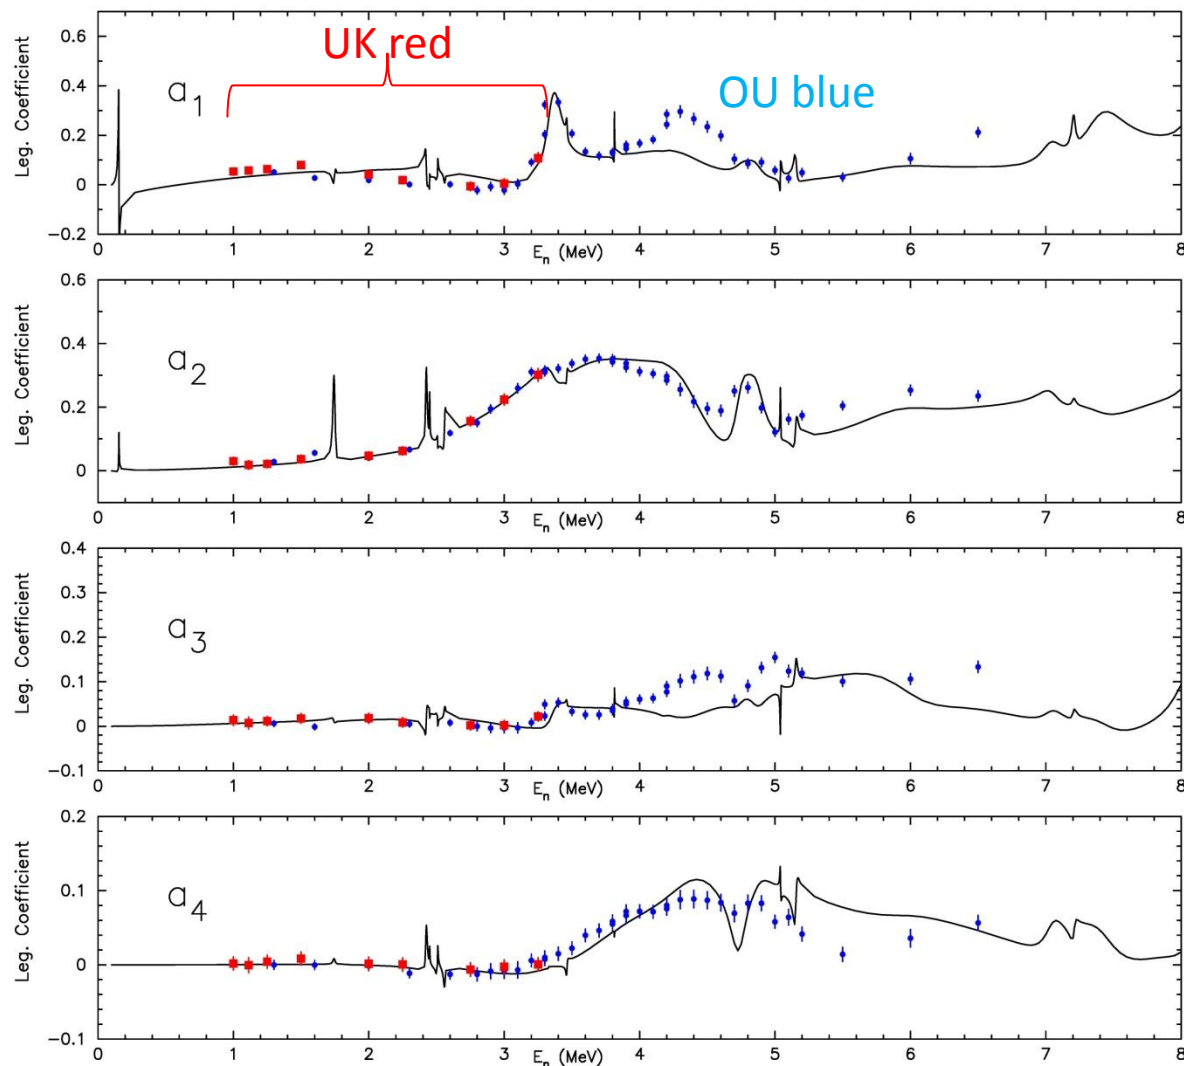 UK red
OU blue
a1
Leg. Coefficient
0.6
0.4
0.2
0
−0.2
0 1 2 3 4 5 6 7 8
En (MeV)
a2
Leg. Coefficient
0.6
0.4
0.2
0
0 1 2 3 4 5 6 7 8
En (MeV)
a3
Leg. Coefficient
0.4
0.3
0.2
0.1
0
−0.1
0 1 2 3 4 5 6 7 8
En (MeV)
a4
Leg. Coefficient
0.2
0.1
0
−0.1
0 1 2 3 4 5 6 7 8
En (MeV)